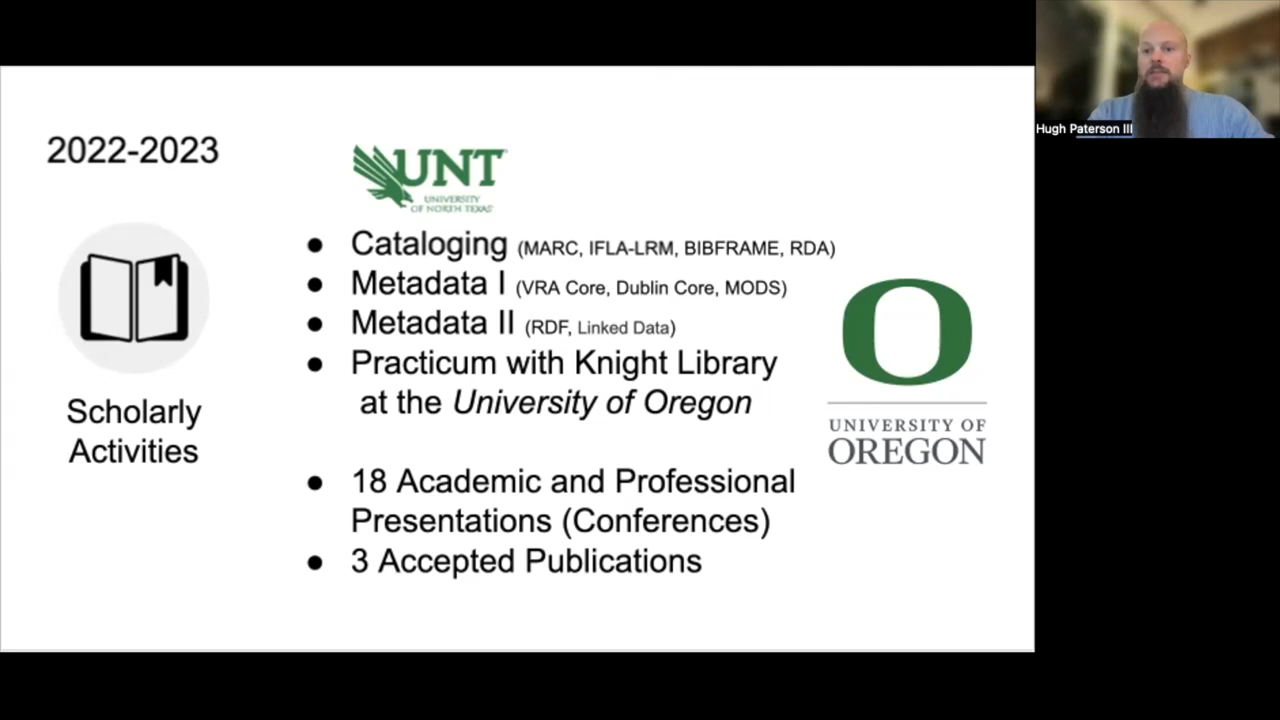 2022-2023
Scholarly
Activities
UNT
UNIVERSITY
OF NORTH TEXAS
● Cataloging (MARC, IFLA-LRM, BIBFRAME, RDA)
● Metadata I (VRA Core, Dublin Core, MODS)
● Metadata II (RDF, Linked Data)
● Practicum with Knight Library
at the University of Oregon
● 18 Academic and Professional
Presentations (Conferences)
● 3 Accepted Publications
O
UNIVERSITY OF
OREGON
Hugh Paterson III